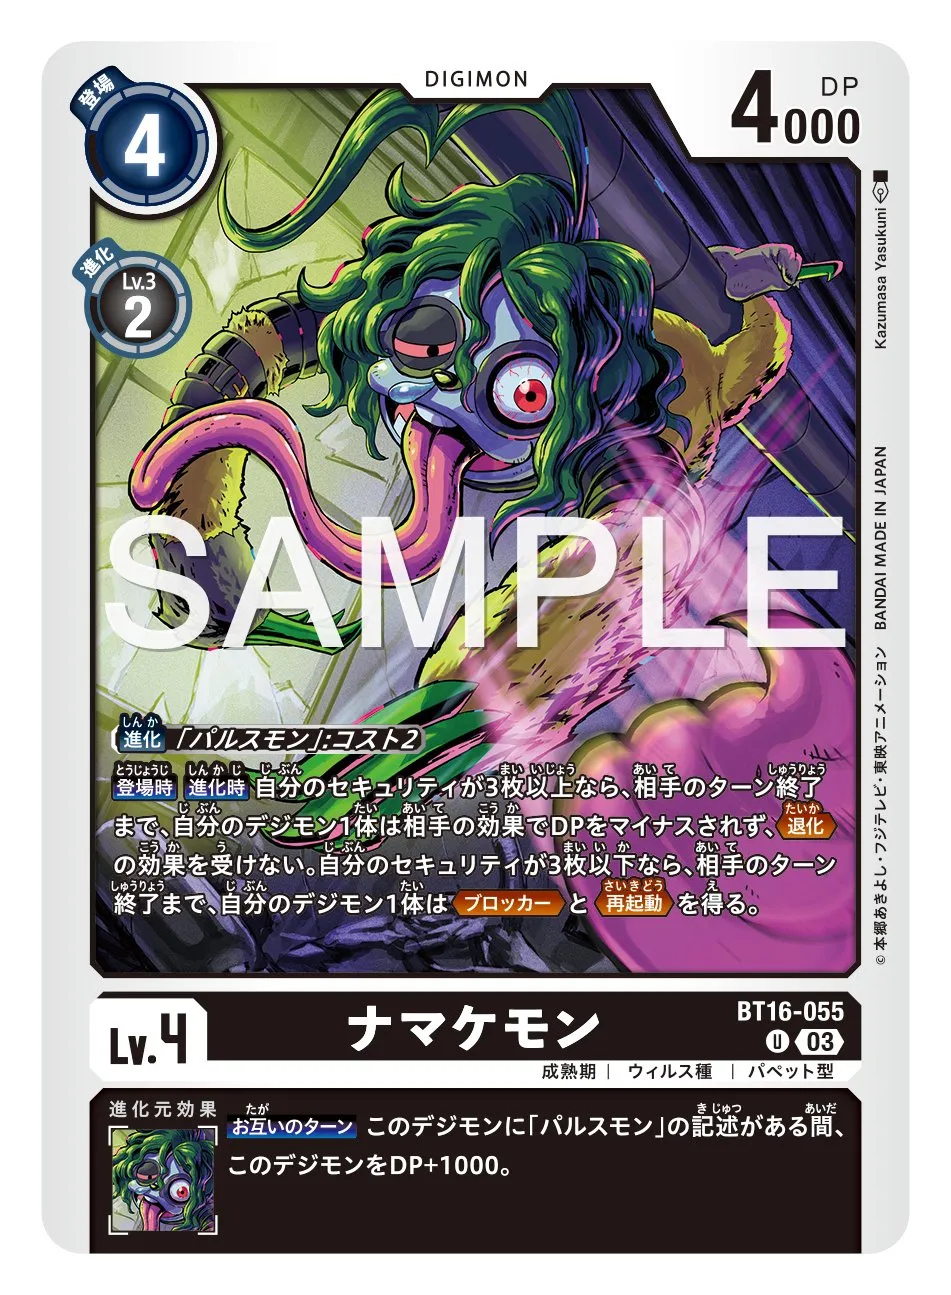 DIGIMON
登場
4
DP
4000
進化
Lv.3
2
Kazumasa Yasukuni
SAMPLE
進化 「パルスモン」:コスト2
登場時 進化時 自分のセキュリティが3枚以上なら、相手のターン終了
まで、自分のデジモン1体は相手の効果でDPをマイナスされず、退化
の効果を受けない。自分のセキュリティが3枚以下なら、相手のターン
終了まで、自分のデジモン1体は ブロッカー と 再起動 を得る。
©本郷あきよし・フジテレビ・東映アニメーション BANDAI MADE IN JAPAN
Lv.4
ナマケモン
BT16-055
U 03
成熟期 | ウィルス種 | パペット型
進化元効果
お互いのターン このデジモンに「パルスモン」の記述がある間、
このデジモンをDP+1000。